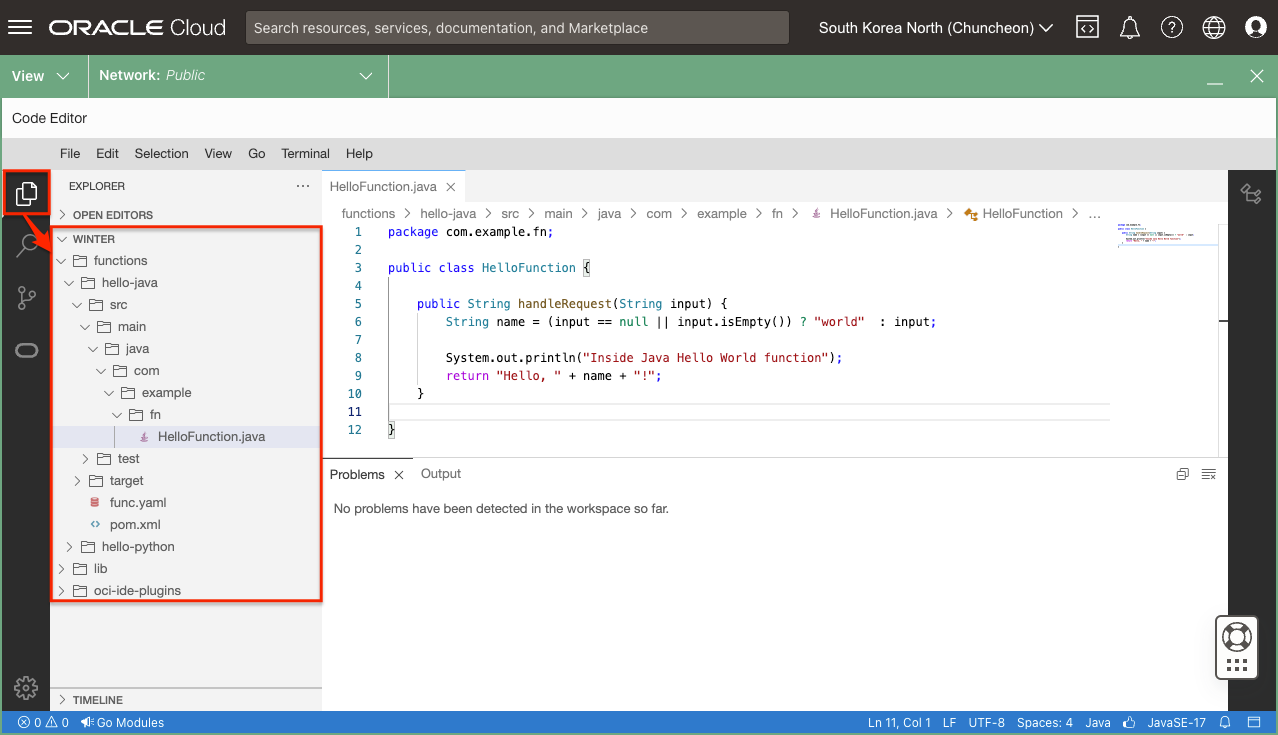 ORACLE Cloud
Search resources, services, documentation, and Marketplace
South Korea North (Chuncheon)
View
Network: Public
Code Editor
File Edit Selection View Go Terminal Help
EXPLORER
OPEN EDITORS
WINTER
functions
hello-java
src
main
java
com
example
fn
HelloFunction.java
test
target
func.yaml
pom.xml
hello-python
lib
oci-ide-plugins
TIMELINE
HelloFunction.java
functions > hello-java > src > main > java > com > example > fn > HelloFunction.java > HelloFunction > ...
1 package com.example.fn;
2
3 public class HelloFunction {
4
5 public String handleRequest(String input) {
6 String name = (input == null || input.isEmpty()) ? "world"  : input;
7
8 System.out.println("Inside Java Hello World function");
9 return "Hello, " + name + "!";
10 }
11
12 }
Problems Output
No problems have been detected in the workspace so far.
0 0 Go Modules
Ln 11, Col 1 LF UTF-8 Spaces: 4 Java JavaSE-17